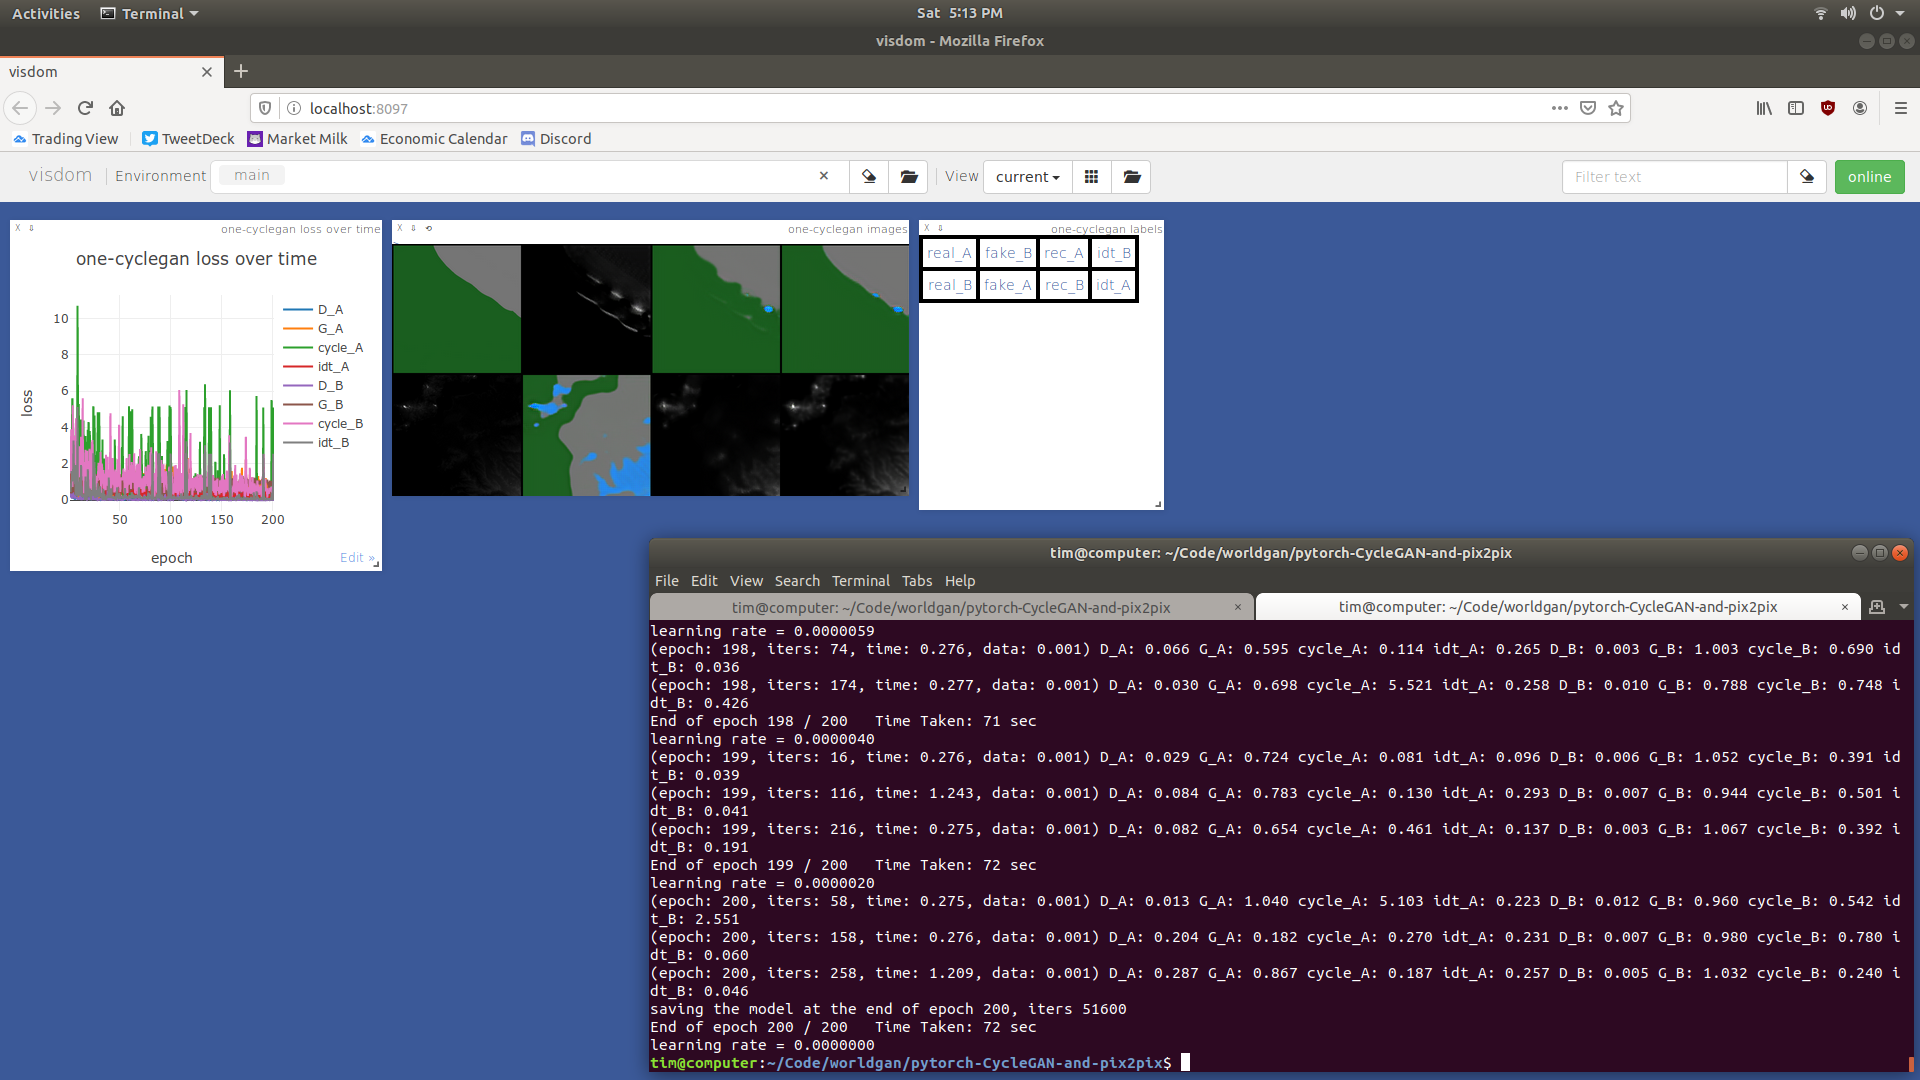 Activities Terminal Sat 5:13 PM
visdom - Mozilla Firefox
visdom
localhost:8097
Trading View TweetDeck Market Milk Economic Calendar Discord
visdom Environment main View current Filter text online
one-cyclegan loss over time
one-cyclegan loss over time
D_A
G_A
cycle_A
idt_A
D_B
G_B
cycle_B
idt_B
loss
10
8
6
4
2
0
50 100 150 200
epoch
Edit »
one-cyclegan images
one-cyclegan labels
real_A fake_B rec_A idt_B
real_B fake_A rec_B idt_A
tim@computer: ~/Code/worldgan/pytorch-CycleGAN-and-pix2pix
File Edit View Search Terminal Tabs Help
tim@computer: ~/Code/worldgan/pytorch-CycleGAN-and-pix2pix tim@computer: ~/Code/worldgan/pytorch-CycleGAN-and-pix2pix
learning rate = 0.0000059
(epoch: 198, iters: 74, time: 0.276, data: 0.001) D_A: 0.066 G_A: 0.595 cycle_A: 0.114 idt_A: 0.265 D_B: 0.003 G_B: 1.003 cycle_B: 0.690 id
t_B: 0.036
(epoch: 198, iters: 174, time: 0.277, data: 0.001) D_A: 0.030 G_A: 0.698 cycle_A: 5.521 idt_A: 0.258 D_B: 0.010 G_B: 0.788 cycle_B: 0.748 i
dt_B: 0.426
End of epoch 198 / 200 Time Taken: 71 sec
learning rate = 0.0000040
(epoch: 199, iters: 16, time: 0.276, data: 0.001) D_A: 0.029 G_A: 0.724 cycle_A: 0.081 idt_A: 0.096 D_B: 0.006 G_B: 1.052 cycle_B: 0.391 id
t_B: 0.039
(epoch: 199, iters: 116, time: 1.243, data: 0.001) D_A: 0.084 G_A: 0.783 cycle_A: 0.130 idt_A: 0.293 D_B: 0.007 G_B: 0.944 cycle_B: 0.501 i
dt_B: 0.041
(epoch: 199, iters: 216, time: 0.275, data: 0.001) D_A: 0.082 G_A: 0.654 cycle_A: 0.461 idt_A: 0.137 D_B: 0.003 G_B: 1.067 cycle_B: 0.392 i
dt_B: 0.191
End of epoch 199 / 200 Time Taken: 72 sec
learning rate = 0.0000020
(epoch: 200, iters: 58, time: 0.275, data: 0.001) D_A: 0.013 G_A: 1.040 cycle_A: 5.103 idt_A: 0.223 D_B: 0.012 G_B: 0.960 cycle_B: 0.542 id
t_B: 2.551
(epoch: 200, iters: 158, time: 0.276, data: 0.001) D_A: 0.204 G_A: 0.182 cycle_A: 0.270 idt_A: 0.231 D_B: 0.007 G_B: 0.980 cycle_B: 0.780 i
dt_B: 0.060
(epoch: 200, iters: 258, time: 1.209, data: 0.001) D_A: 0.287 G_A: 0.867 cycle_A: 0.187 idt_A: 0.257 D_B: 0.005 G_B: 1.032 cycle_B: 0.240 i
dt_B: 0.046
saving the model at the end of epoch 200, iters 51600
End of epoch 200 / 200 Time Taken: 72 sec
learning rate = 0.0000000
tim@computer:~/Code/worldgan/pytorch-CycleGAN-and-pix2pix$